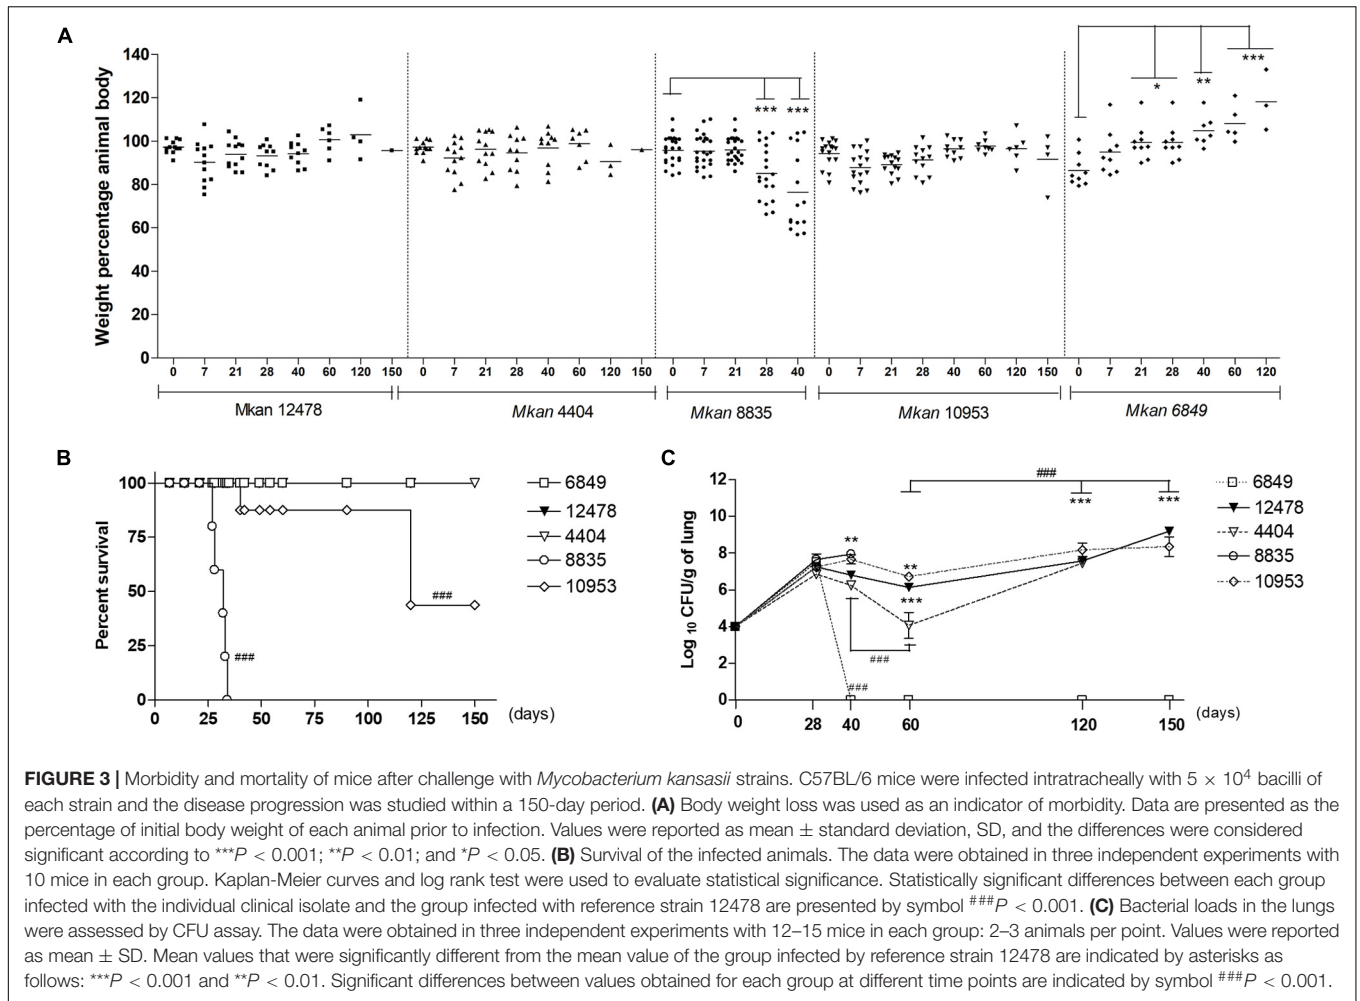 A
Weight percentage animal body
140
120
100
80
60
40
20
0
***
***
*
**
***
0 7 21 28 40 60 120 150 0 7 21 28 40 60 120 150 0 7 21 28 40 0 7 21 28 40 60 120 150 0 7 21 28 40 60 120
Mkan 12478 Mkan 4404 Mkan 8835 Mkan 10953 Mkan 6849
B
Percent survival
100
75
50
25
0
###
###
0 25 50 75 100 125 150 (days)
6849
12478
4404
8835
10953
C
Log 10 CFU/g of lung
12
10
8
6
4
2
0
###
***
***
**
**
***
###
###
0 28 40 60 120 150 (days)
6849
12478
4404
8835
10953
FIGURE 3 | Morbidity and mortality of mice after challenge with Mycobacterium kansasii strains. C57BL/6 mice were infected intratracheally with 5 × 10⁴ bacilli of
each strain and the disease progression was studied within a 150-day period. (A) Body weight loss was used as an indicator of morbidity. Data are presented as the
percentage of initial body weight of each animal prior to infection. Values were reported as mean ± standard deviation, SD, and the differences were considered
significant according to ***P < 0.001; **P < 0.01; and *P < 0.05. (B) Survival of the infected animals. The data were obtained in three independent experiments with
10 mice in each group. Kaplan-Meier curves and log rank test were used to evaluate statistical significance. Statistically significant differences between each group
infected with the individual clinical isolate and the group infected with reference strain 12478 are presented by symbol ###P < 0.001. (C) Bacterial loads in the lungs
were assessed by CFU assay. The data were obtained in three independent experiments with 12–15 mice in each group: 2–3 animals per point. Values were reported
as mean ± SD. Mean values that were significantly different from the mean value of the group infected by reference strain 12478 are indicated by asterisks as
follows: ***P < 0.001 and **P < 0.01. Significant differences between values obtained for each group at different time points are indicated by symbol ###P < 0.001.